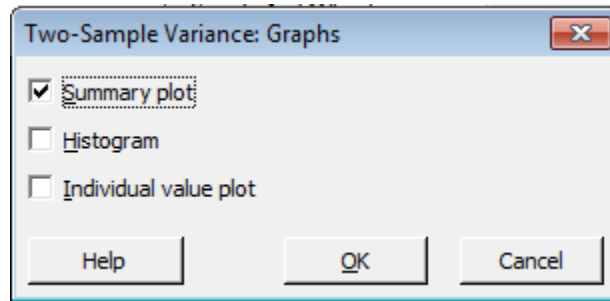 Two-Sample Variance: Graphs
Summary plot
Histogram
Individual value plot
Help OK Cancel